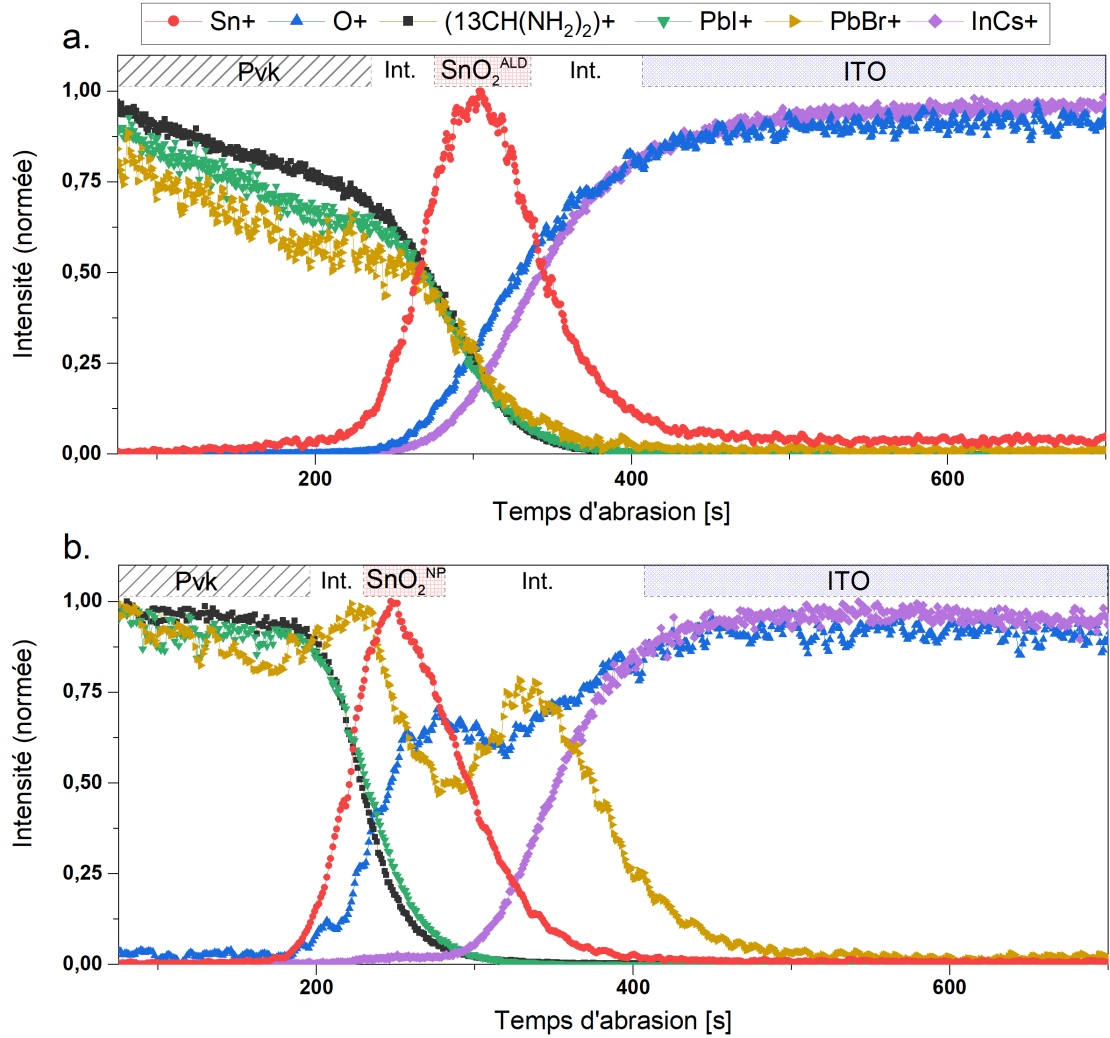 Sn+ O+ (13CH(NH₂)₂)+ PbI+ PbBr+ InCs+
a.
Pvk Int. SnO₂ᴬᴸᴰ Int. ITO
1,00
0,75
0,50
0,25
0,00
Intensité (normée)
200 400 600
Temps d'abrasion [s]
b.
Pvk Int. SnO₂ᴺᴾ Int. ITO
1,00
0,75
0,50
0,25
0,00
Intensité (normée)
200 400 600
Temps d'abrasion [s]